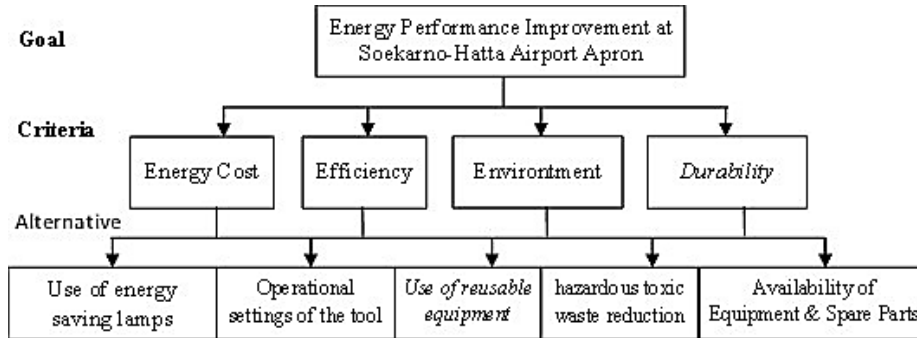 Goal
Energy Performance Improvement at
Soekarno-Hatta Airport Apron
Criteria
Energy Cost
Efficiency
Environtment
Durability
Alternative
Use of energy
saving lamps
Operational
settings of the tool
Use of reusable
equipment
hazardous toxic
waste reduction
Availability of
Equipment & Spare Parts